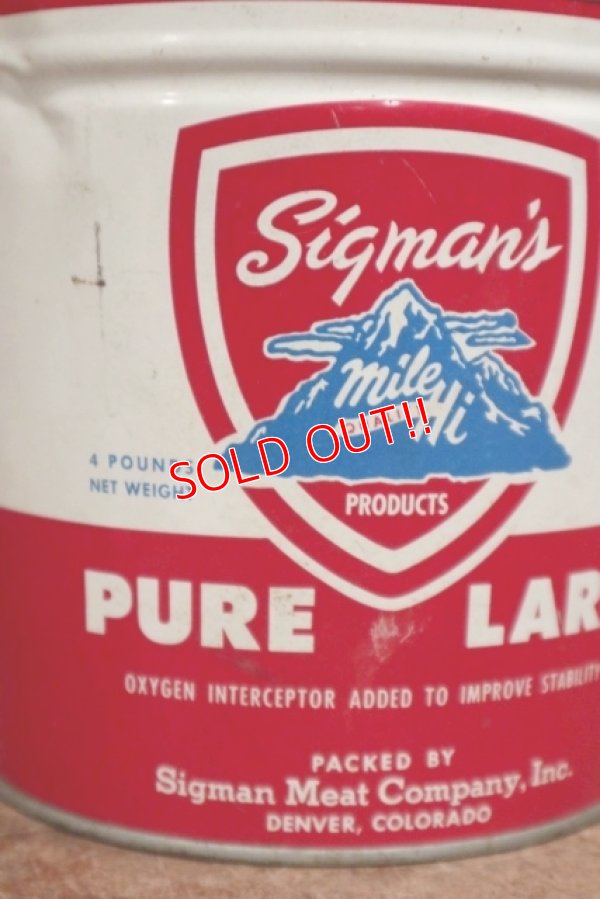 Sigman's
mile
Hi
SOLD OUT!!
4 POUNDS
NET WEIGHT
PRODUCTS
PURE LAR
OXYGEN INTERCEPTOR ADDED TO IMPROVE STABILITY
PACKED BY
Sigman Meat Company, Inc.
DENVER, COLORADO